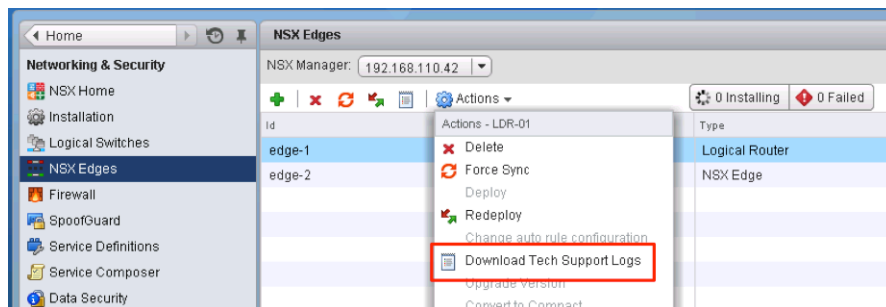 Home
NSX Edges
Networking & Security
NSX Manager: 192.168.110.42
NSX Home
Actions
0 Installing
0 Failed
Installation
Id
Actions - LDR-01
Type
Logical Switches
edge-1
Delete
Logical Router
NSX Edges
edge-2
Force Sync
NSX Edge
Firewall
Deploy
SpoofGuard
Redeploy
Service Definitions
Change auto rule configuration
Download Tech Support Logs
Service Composer
Upgrade Version
Data Security
Convert to Compact